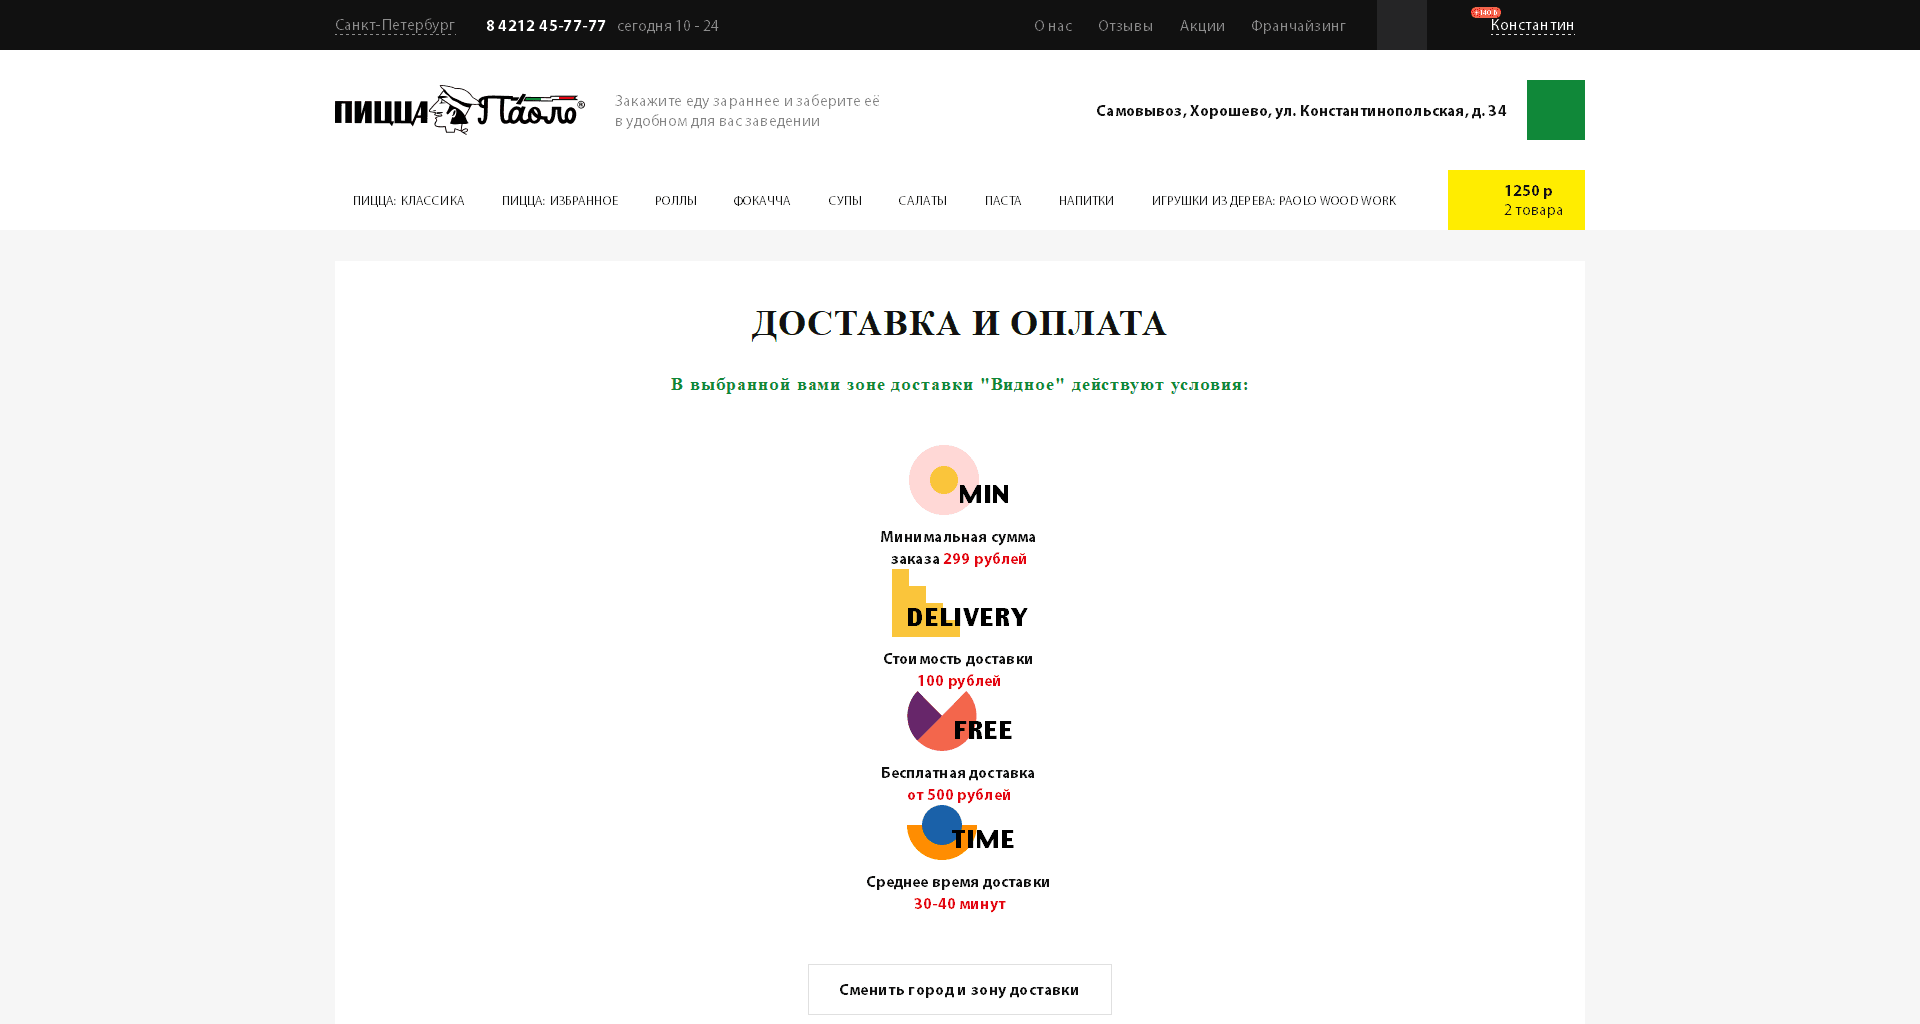 Санкт-Петербург
8 4212 45-77-77 сегодня 10 - 24
О нас Отзывы Акции Франчайзинг
Константин
ПИЦЦА Паоло ®
Закажите еду зараннее и заберите её
в удобном для вас заведении
Самовывоз, Хорошево, ул. Константинопольская, д. 34
ПИЦЦА: КЛАССИКА ПИЦЦА: ИЗБРАННОЕ РОЛЛЫ ФОКАЧЧА СУПЫ САЛАТЫ ПАСТА НАПИТКИ ИГРУШКИ ИЗ ДЕРЕВА: PAOLO WOOD WORK
1250 р
2 товара
ДОСТАВКА И ОПЛАТА
В выбранной вами зоне доставки "Видное" действуют условия:
MIN
Минимальная сумма
заказа 299 рублей
DELIVERY
Стоимость доставки
100 рублей
FREE
Бесплатная доставка
от 500 рублей
TIME
Среднее время доставки
30-40 минут
Сменить город и зону доставки